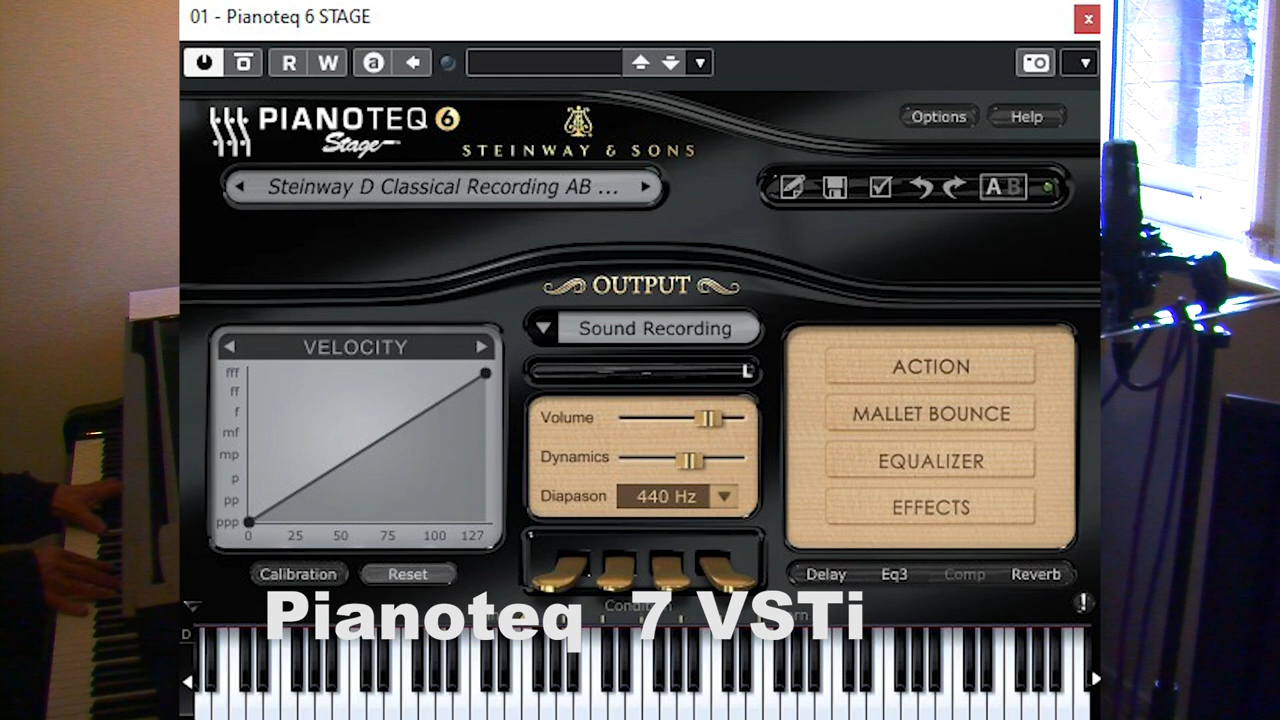 01 - Pianoteq 6 STAGE
R W a
PIANOTEQ 6
Stage
STEINWAY & SONS
Options Help
Steinway D Classical Recording AB ...
A B
OUTPUT
Sound Recording
VELOCITY
fff
ff
f
mf
mp
p
pp
ppp
0 25 50 75 100 127
Calibration Reset
L
Volume
Dynamics
Diapason 440 Hz
ACTION
MALLET BOUNCE
EQUALIZER
EFFECTS
Delay Eq3 Comp Reverb
Pianoteq 7 VSTi
D